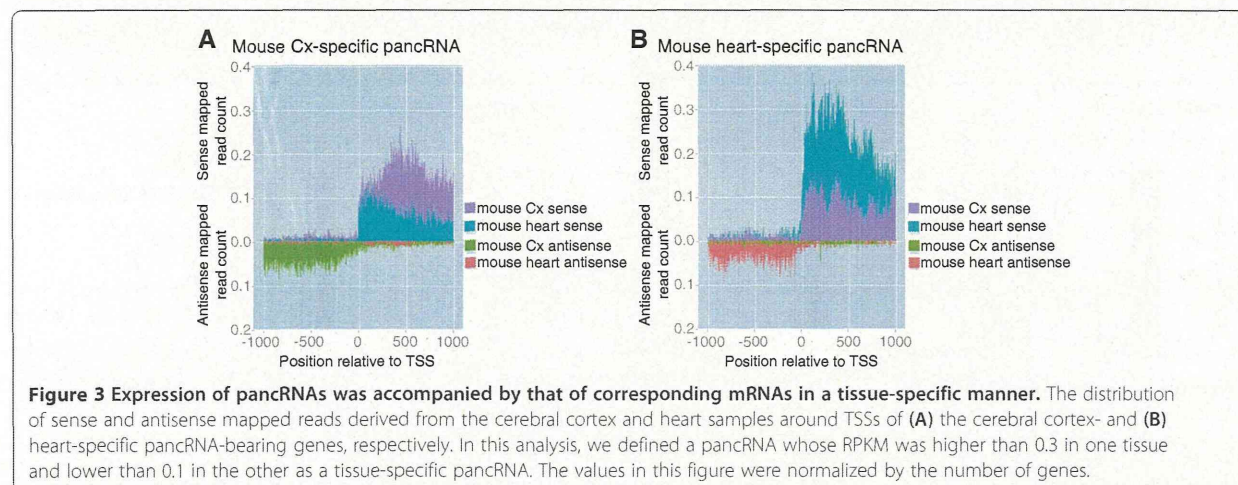 A Mouse Cx-specific pancRNA
0.4
0.3
0.2
0.1
0.0
0.1
0.2
Sense mapped
read count
Antisense mapped
read count
-1000 -500 0 500 1000
Position relative to TSS
mouse Cx sense
mouse heart sense
mouse Cx antisense
mouse heart antisense
B Mouse heart-specific pancRNA
0.4
0.3
0.2
0.1
0.0
0.1
0.2
Sense mapped
read count
Antisense mapped
read count
-1000 -500 0 500 1000
Position relative to TSS
mouse Cx sense
mouse heart sense
mouse Cx antisense
mouse heart antisense
Figure 3 Expression of pancRNAs was accompanied by that of corresponding mRNAs in a tissue-specific manner. The distribution
of sense and antisense mapped reads derived from the cerebral cortex and heart samples around TSSs of (A) the cerebral cortex- and (B)
heart-specific pancRNA-bearing genes, respectively. In this analysis, we defined a pancRNA whose RPKM was higher than 0.3 in one tissue
and lower than 0.1 in the other as a tissue-specific pancRNA. The values in this figure were normalized by the number of genes.